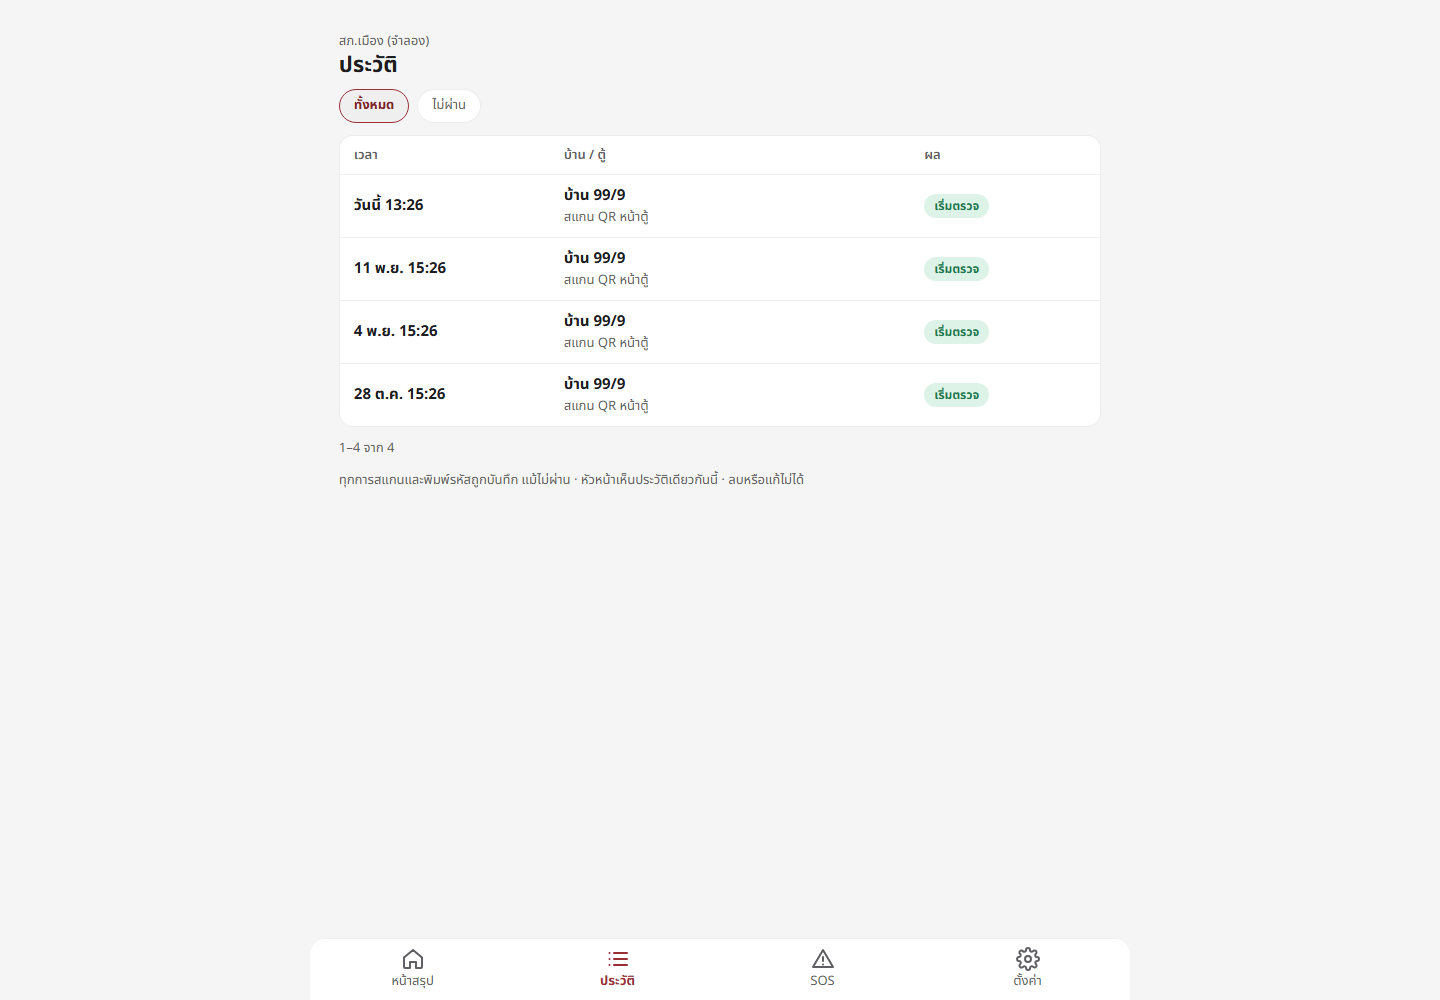 สภ.เมือง (จำลอง)
ประวัติ
ทั้งหมด ไม่ผ่าน
เวลา บ้าน / ตู้ ผล
วันนี้ 13:26 บ้าน 99/9 เริ่มตรวจ
สแกน QR หน้าตู้
11 พ.ย. 15:26 บ้าน 99/9 เริ่มตรวจ
สแกน QR หน้าตู้
4 พ.ย. 15:26 บ้าน 99/9 เริ่มตรวจ
สแกน QR หน้าตู้
28 ต.ค. 15:26 บ้าน 99/9 เริ่มตรวจ
สแกน QR หน้าตู้
1–4 จาก 4
ทุกการสแกนและพิมพ์รหัสถูกบันทึก แม้ไม่ผ่าน · หัวหน้าเห็นประวัติเดียวกันนี้ · ลบหรือแก้ไม่ได้
หน้าสรุป ประวัติ SOS ตั้งค่า